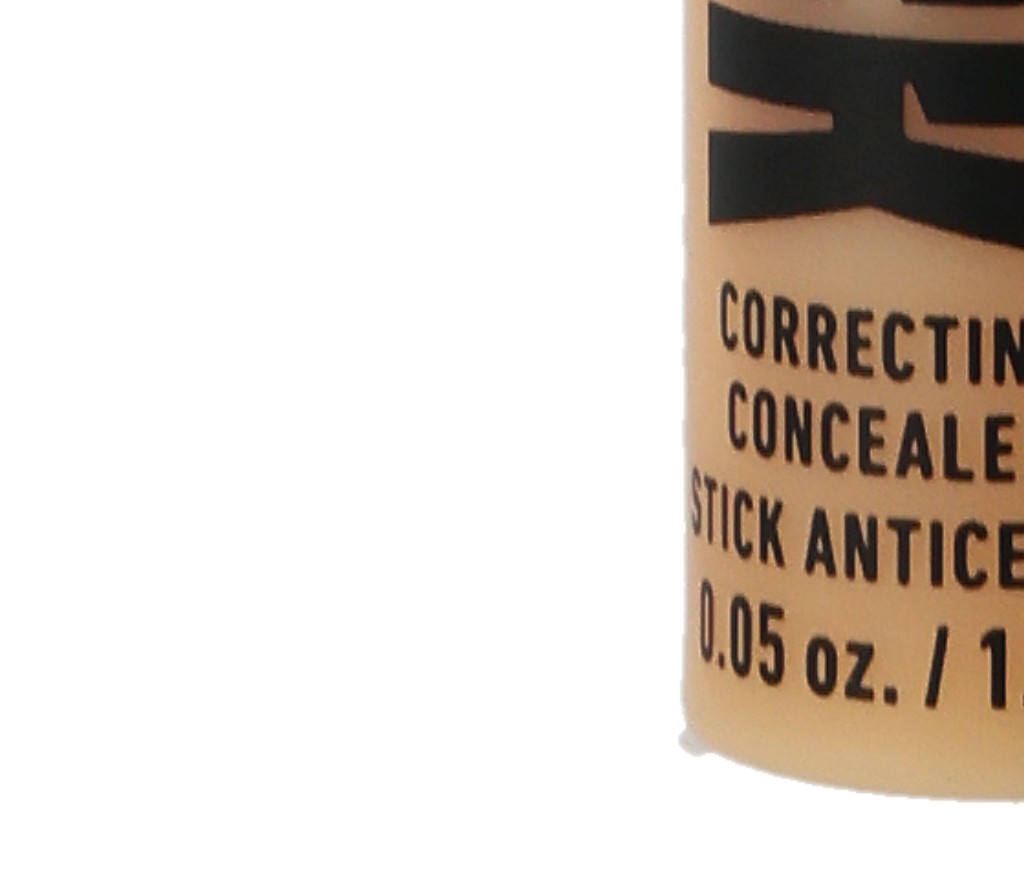 CORRECTIN
CONCEALE
STICK ANTICE
0.05 oz. / 1.